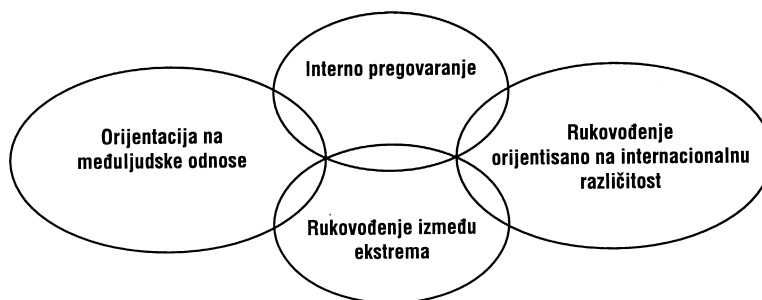 Interno pregovaranje
Orijentacija na
međuljudske odnose
Rukovođenje
orijentisano na internacionalnu
različitost
Rukovođenje između
ekstrema